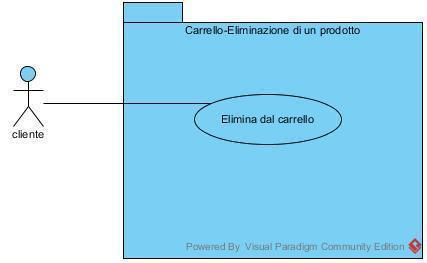 Carrello-Eliminazione di un prodotto
Elimina dal carrello
cliente
Powered By Visual Paradigm Community Edition